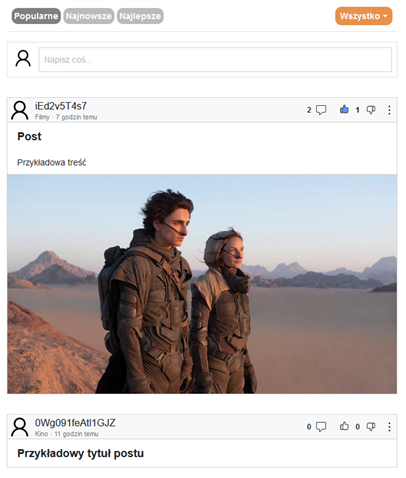 Popularne Najnowsze Najlepsze Wszystko
Napisz coś...
iEd2v5T4s7
Filmy · 7 godzin temu
2 1
Post
Przykładowa treść
0Wg091feAtl1GJZ
Kino · 11 godzin temu
0 0
Przykładowy tytuł postu